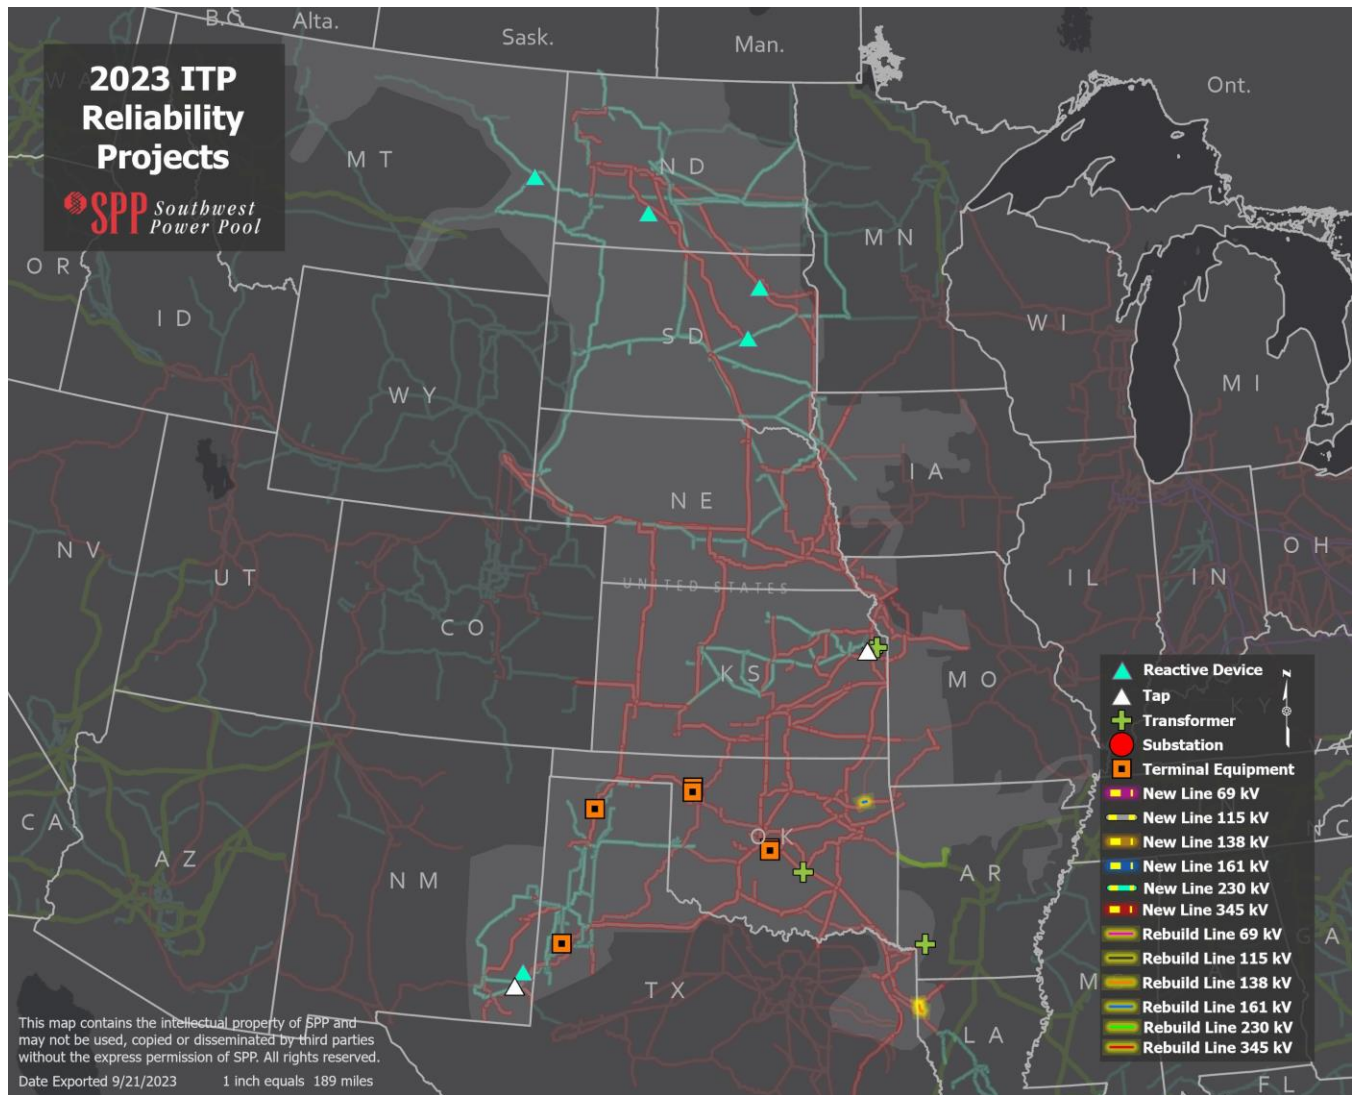 B.C.
Alta.
Sask.
Man.
Ont.
2023 ITP
Reliability
Projects
SPP Southwest
Power Pool
W A
M T
N D
M N
O R
I D
S D
W I
M I
W Y
I A
N E
N V
U T
O H
I L
I N
UNITED STATES
C O
K S
M O
K Y
V A
C A
A Z
N M
O K
A R
N C
T X
L A
G A
F L
Reactive Device
N
Tap
Transformer
Substation
Terminal Equipment
New Line 69 kV
New Line 115 kV
New Line 138 kV
New Line 161 kV
New Line 230 kV
New Line 345 kV
Rebuild Line 69 kV
Rebuild Line 115 kV
Rebuild Line 138 kV
Rebuild Line 161 kV
Rebuild Line 230 kV
Rebuild Line 345 kV
This map contains the intellectual property of SPP and
may not be used, copied or disseminated by third parties
without the express permission of SPP. All rights reserved.
Date Exported 9/21/2023 1 inch equals 189 miles